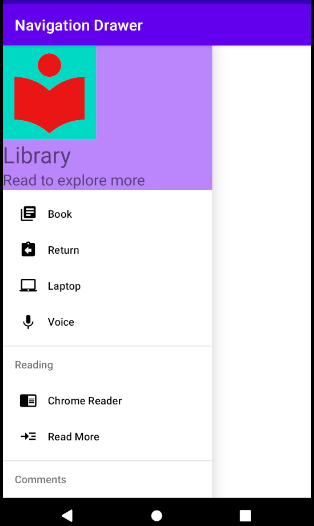 Navigation Drawer
Library
Read to explore more
Book
Return
Laptop
Voice
Reading
Chrome Reader
Read More
Comments